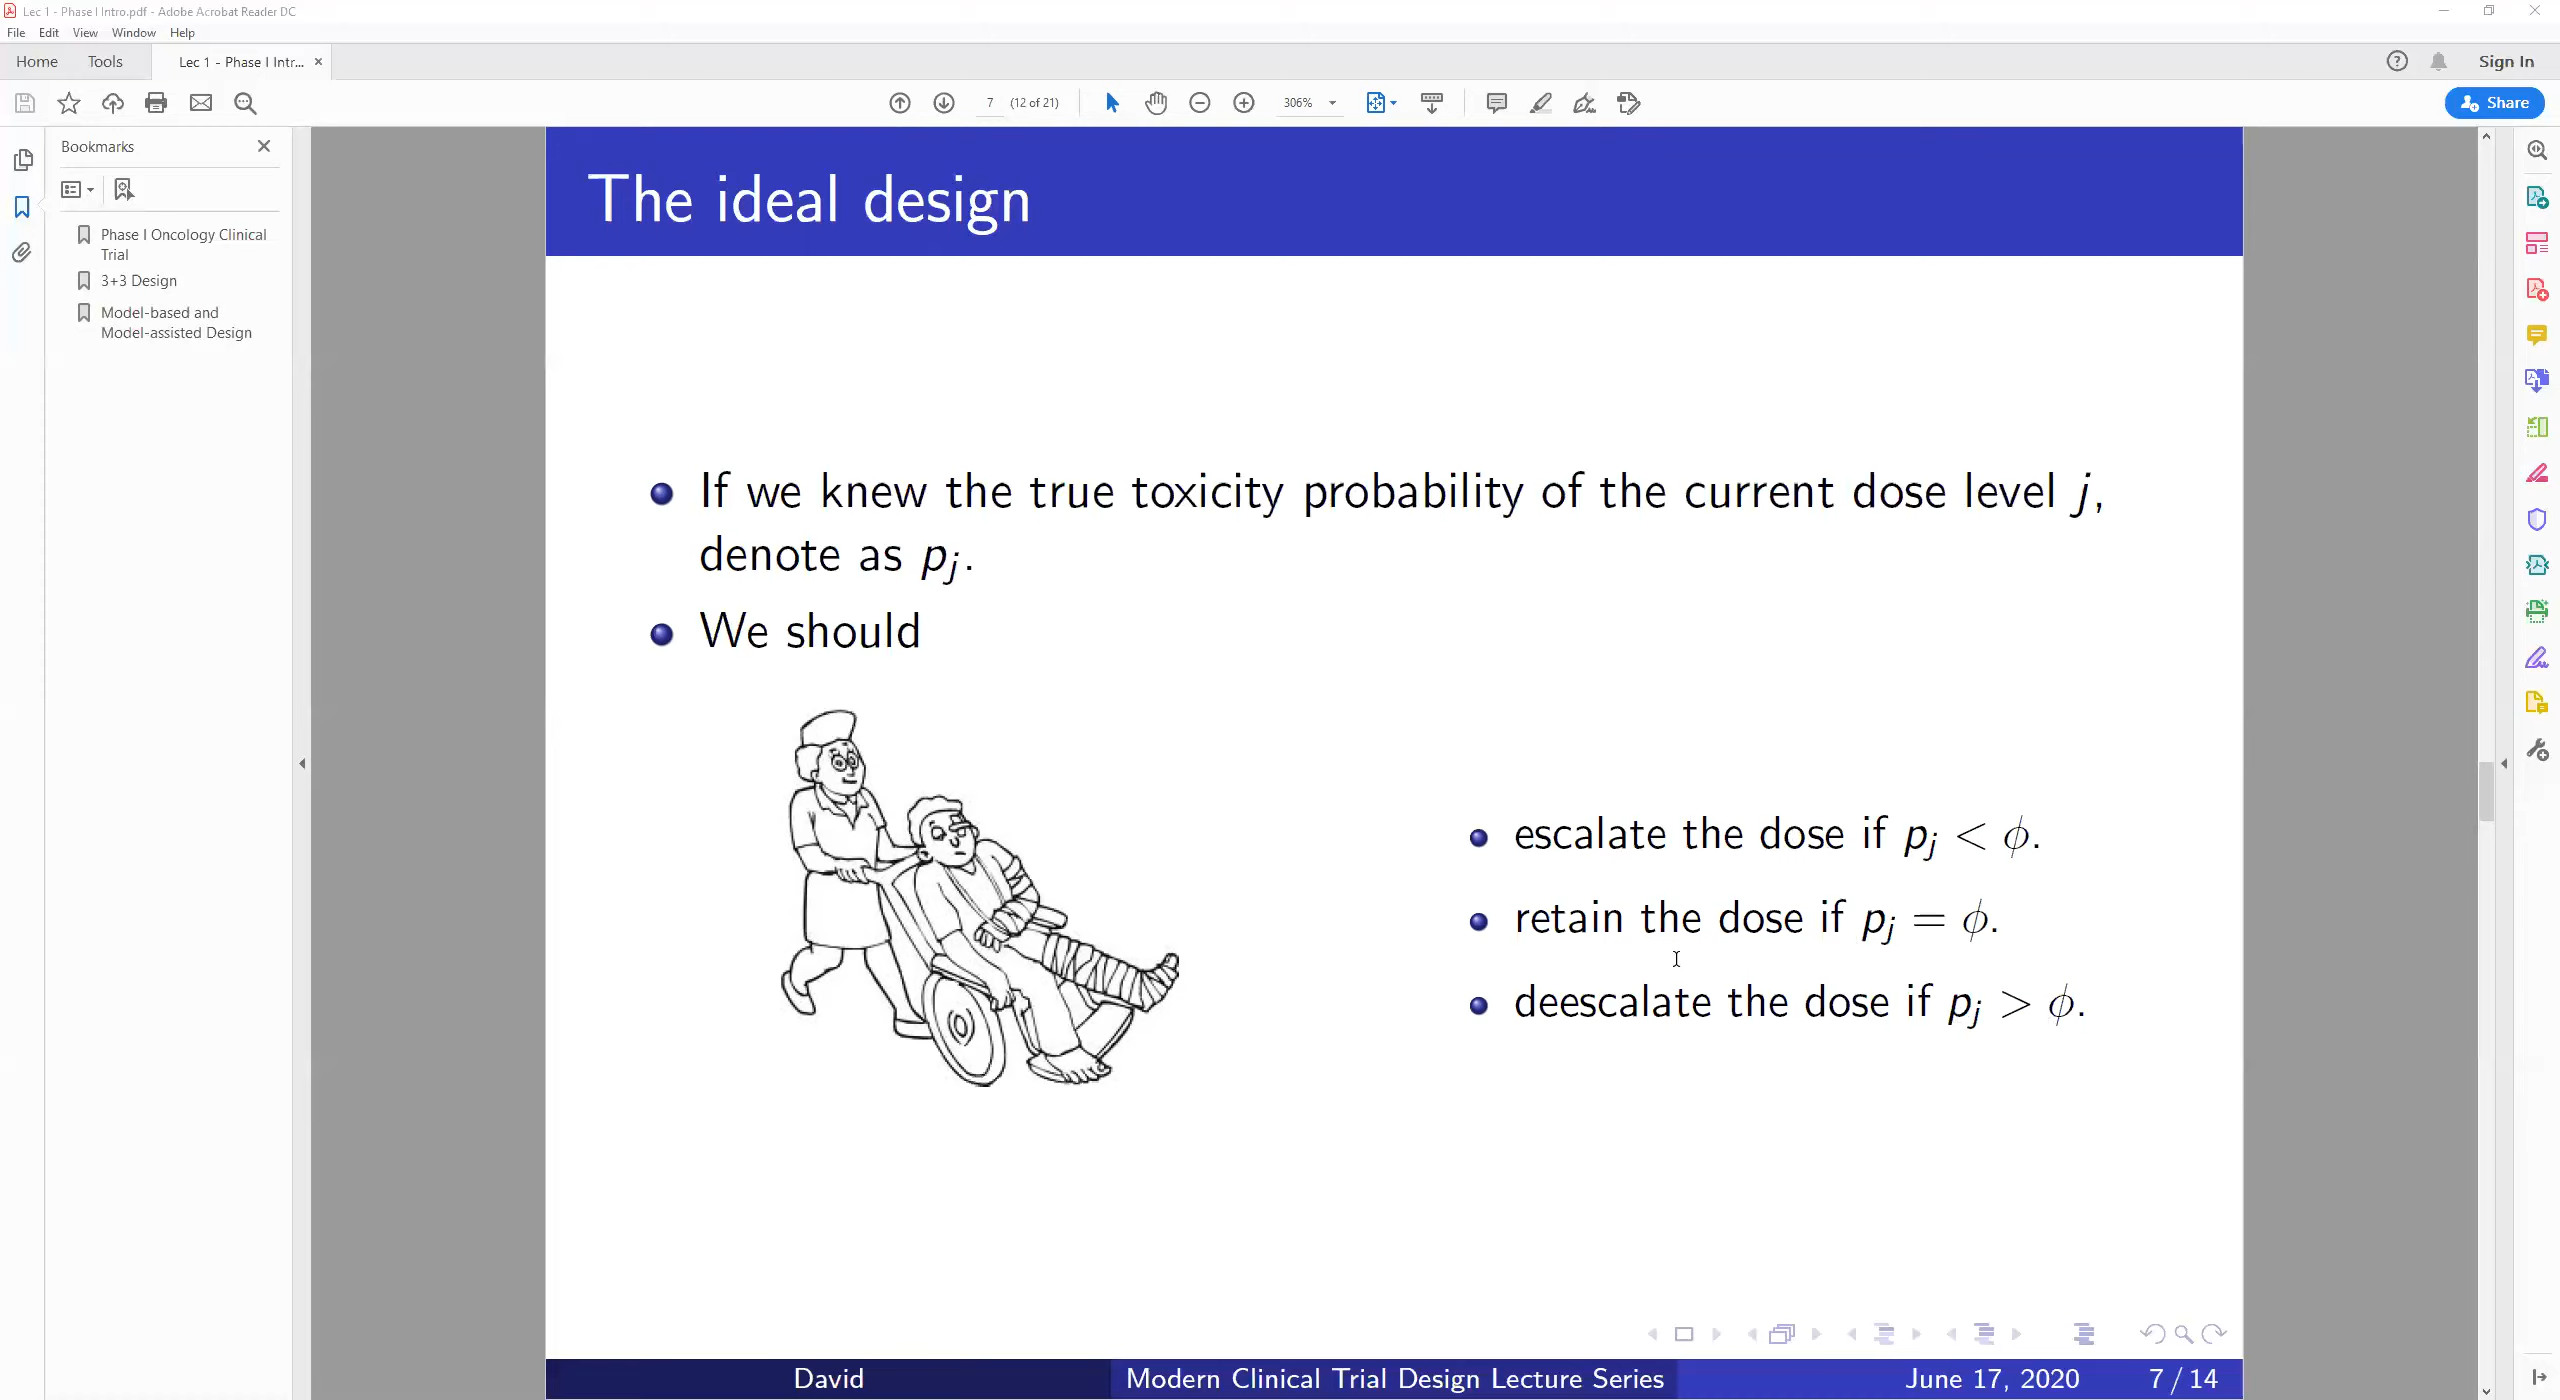 Lec 1 - Phase I Intro.pdf - Adobe Acrobat Reader DC
File Edit View Window Help
Home Tools Lec 1 - Phase I Intr... × Sign In
7 (12 of 21) 306% Share
Bookmarks
Phase I Oncology Clinical
Trial
3+3 Design
Model-based and
Model-assisted Design
The ideal design
If we knew the true toxicity probability of the current dose level j,
denote as p_j.
We should
escalate the dose if p_j < ϕ.
retain the dose if p_j = ϕ.
deescalate the dose if p_j > ϕ.
David Modern Clinical Trial Design Lecture Series June 17, 2020 7 / 14